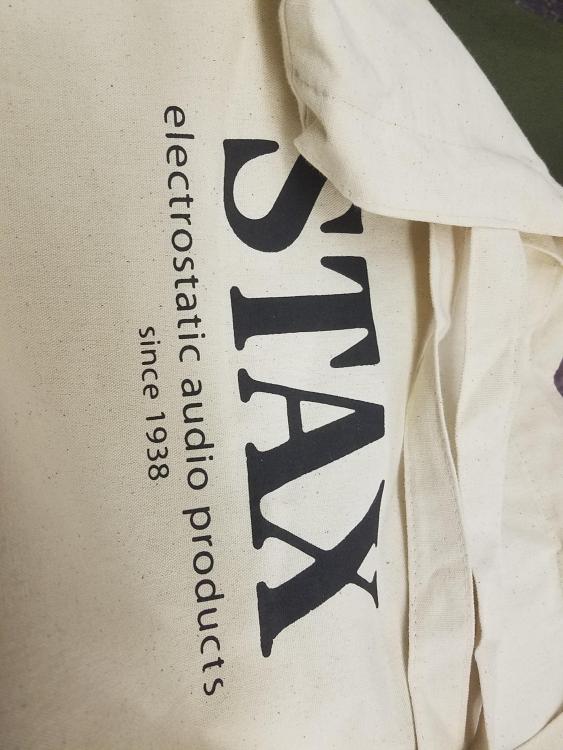 STAX
electrostatic audio products
since 1938